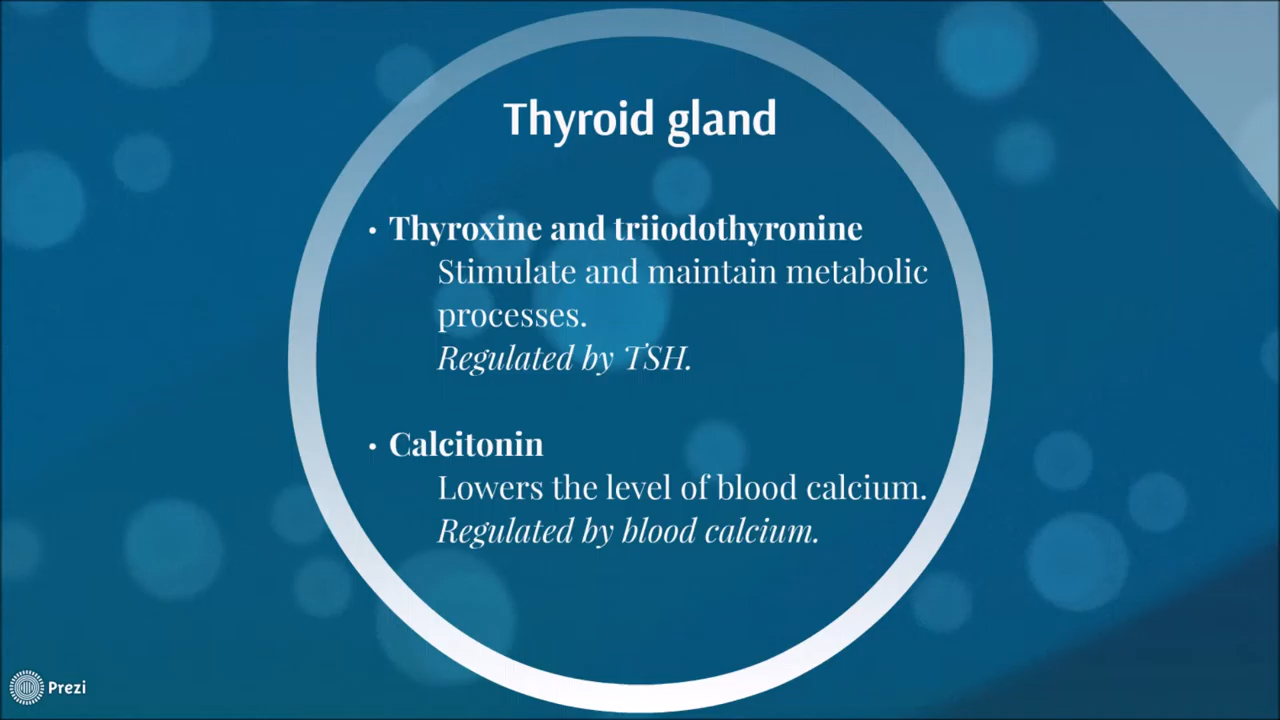 Thyroid gland
• Thyroxine and triiodothyronine
Stimulate and maintain metabolic
processes.
Regulated by TSH.
• Calcitonin
Lowers the level of blood calcium.
Regulated by blood calcium.
Prezi